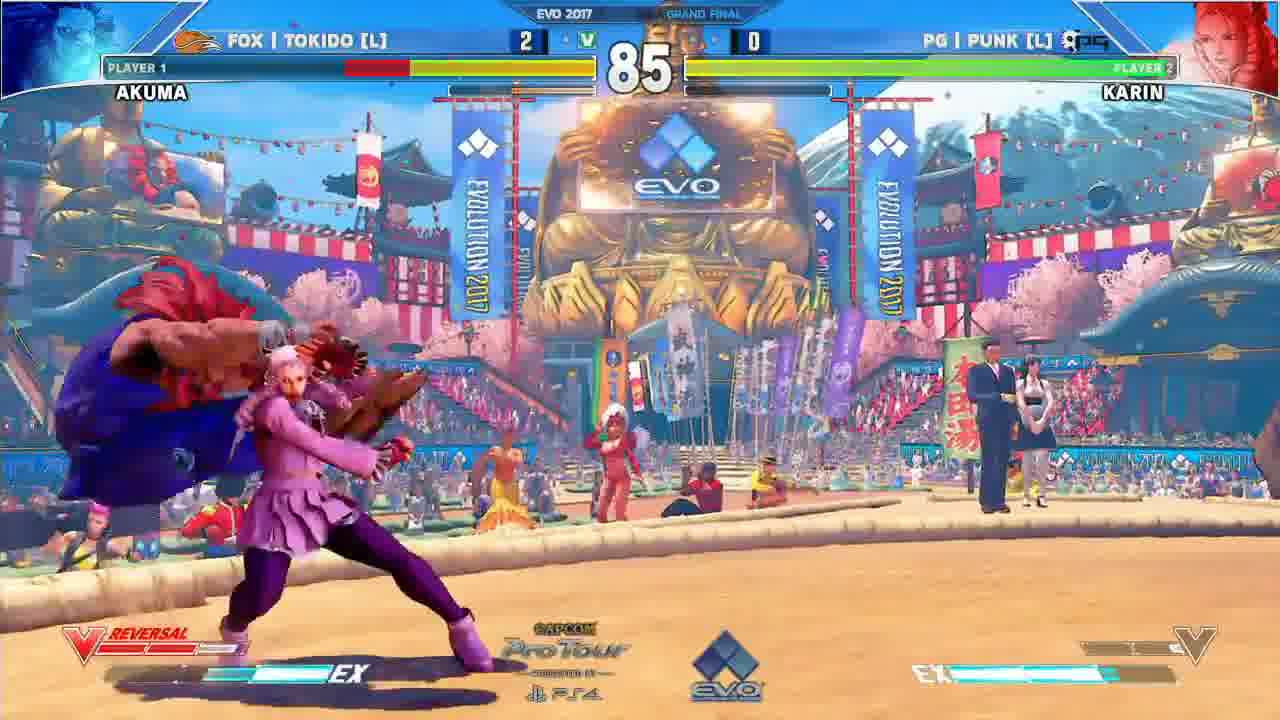 EVO 2017 GRAND FINAL
FOX | TOKIDO [L] 2 V 0 PG | PUNK [L]
PLAYER 1 85 PLAYER 2
AKUMA KARIN
EVO
EVOLUTION 2017 EVOLUTION 2017
REVERSAL
EX EX
V V
CAPCOM
Pro Tour
PS4
EVO